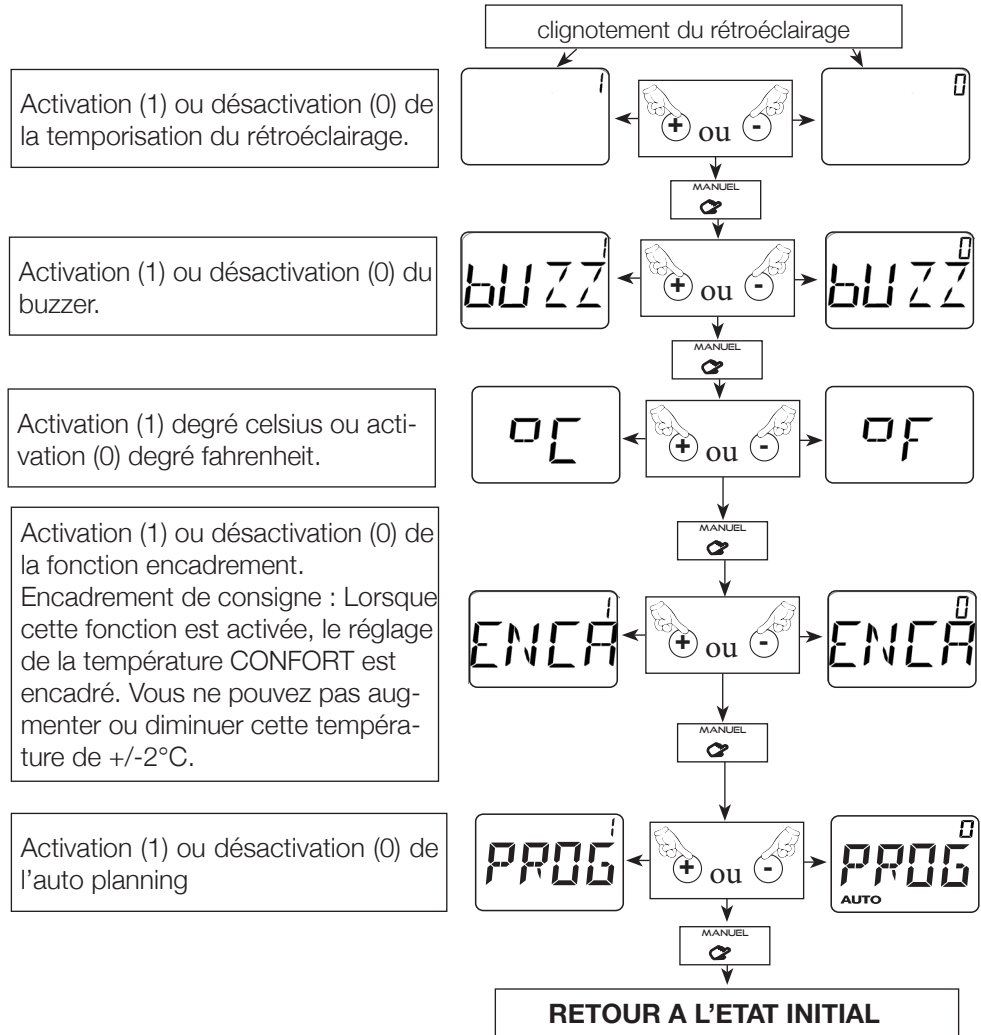 clignotement du rétroéclairage
Activation (1) ou désactivation (0) de
la temporisation du rétroéclairage.
1
+ ou -
0
MANUEL
Activation (1) ou désactivation (0) du
buzzer.
1
bUZZ
+ ou -
0
bUZZ
MANUEL
Activation (1) degré celsius ou acti-
vation (0) degré fahrenheit.
°C
+ ou -
°F
MANUEL
Activation (1) ou désactivation (0) de
la fonction encadrement.
Encadrement de consigne : Lorsque
cette fonction est activée, le réglage
de la température CONFORT est
encadré. Vous ne pouvez pas aug-
menter ou diminuer cette tempéra-
ture de +/-2°C.
1
ENCA
+ ou -
0
ENCA
MANUEL
Activation (1) ou désactivation (0) de
l'auto planning
1
PROG
+ ou -
0
PROG
AUTO
MANUEL
RETOUR A L'ETAT INITIAL